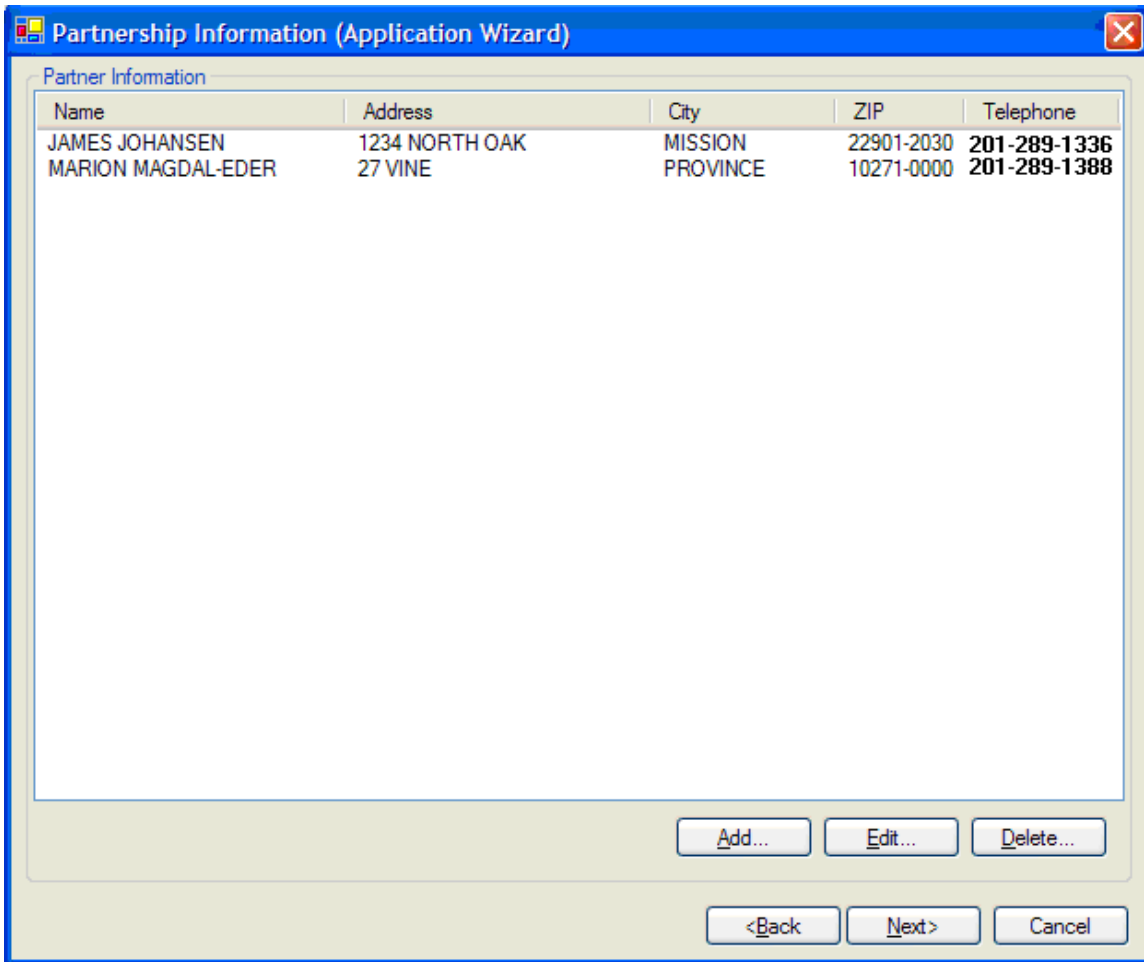 Partnership Information (Application Wizard)
Partner Information
Name Address City ZIP Telephone
JAMES JOHANSEN 1234 NORTH OAK MISSION 22901-2030 201-289-1336
MARION MAGDAL-EDER 27 VINE PROVINCE 10271-0000 201-289-1388
Add... Edit... Delete...
<Back Next> Cancel